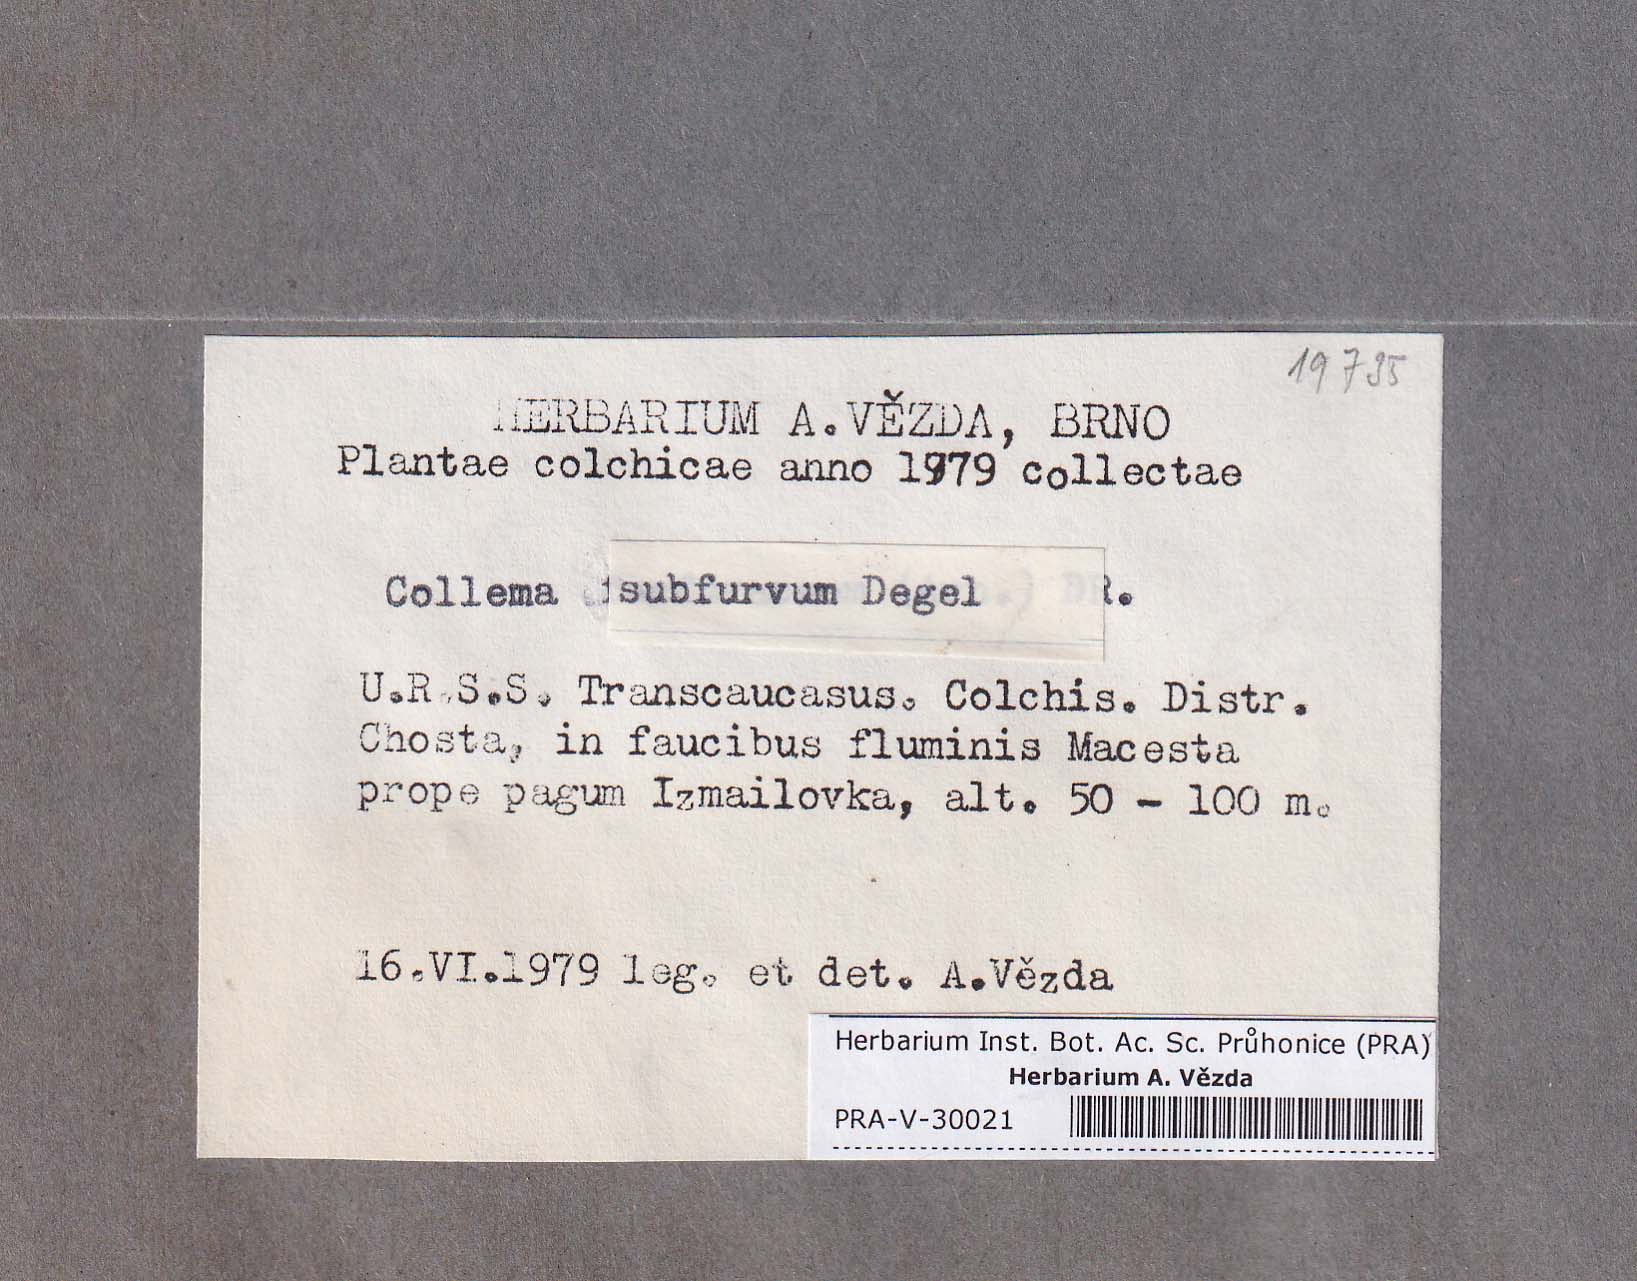 19795
HERBARIUM A.VĚZDA, BRNO
Plantae colchicae anno 1979 collectae
Collema subfurvum Degel R.
U.R.S.S. Transcaucasus. Colchis. Distr.
Chosta, in faucibus fluminis Macesta
prope pagum Izmailovka, alt. 50 - 100 m.
16.VI.1979 leg. et det. A.Vězda
Herbarium Inst. Bot. Ac. Sc. Průhonice (PRA)
Herbarium A. Vězda
PRA-V-30021